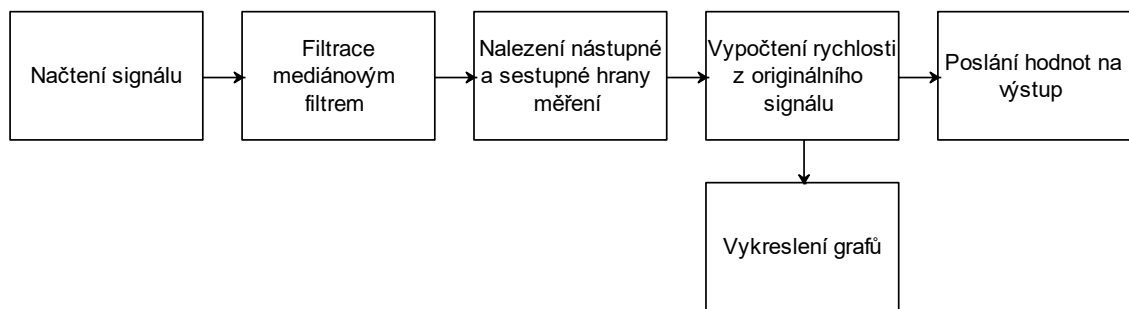 Načtení signálu
Filtrace
mediánovým
filtrem
Nalezení nástupné
a sestupné hrany
měření
Vypočtení rychlosti
z originálního
signálu
Poslání hodnot na
výstup
Vykreslení grafů